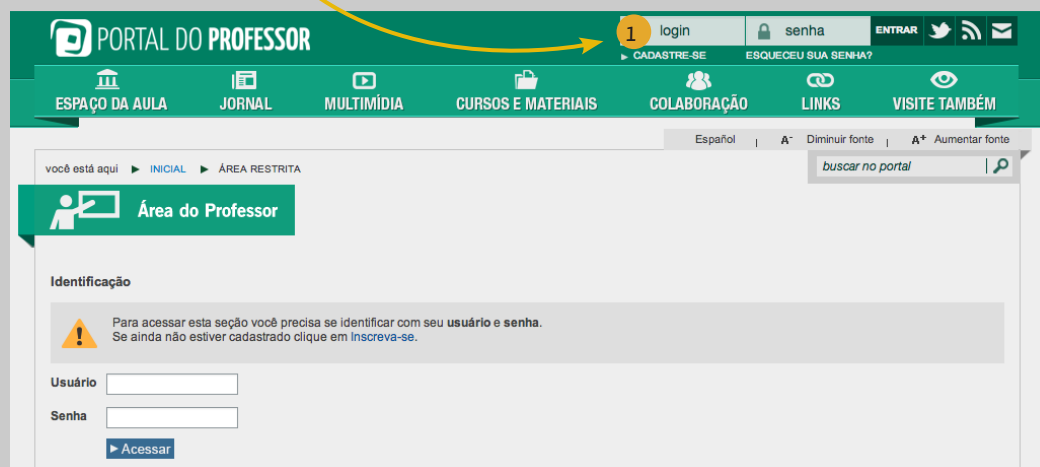 PORTAL DO PROFESSOR
1 login senha ENTRAR
CADASTRE-SE ESQUECEU SUA SENHA?
ESPAÇO DA AULA JORNAL MULTIMÍDIA CURSOS E MATERIAIS COLABORAÇÃO LINKS VISITE TAMBÉM
Español | A- Diminuir fonte | A+ Aumentar fonte
você está aqui INICIAL ÁREA RESTRITA
buscar no portal
Área do Professor
Identificação
Para acessar esta seção você precisa se identificar com seu usuário e senha.
Se ainda não estiver cadastrado clique em Inscreva-se.
Usuário
Senha
Acessar